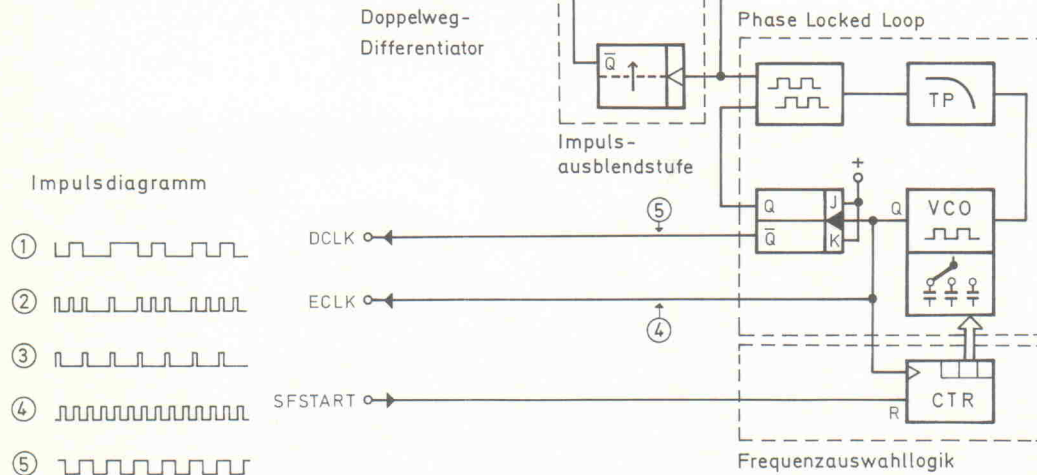 Doppelweg-
Differentiator
Q
Impuls-
ausblendstufe
Phase Locked Loop
TP
+
Q
Q
J
K
Q
VCO
DCLK
5
ECLK
4
SFSTART
R
CTR
Frequenzauswahllogik
Impulsdiagramm
1
2
3
4
5